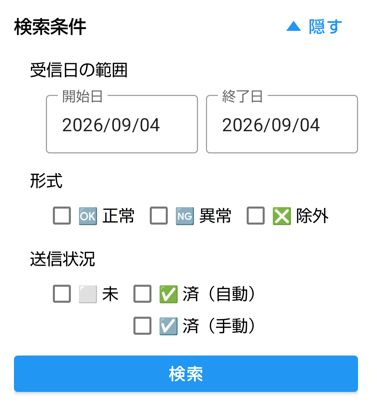 検索条件 ▲ 隠す
受信日の範囲
開始日 終了日
2026/09/04 2026/09/04
形式
🆗 正常 🆖 異常 ❎ 除外
送信状況
⬜ 未 ✅ 済（自動）
☑️ 済（手動）
検索